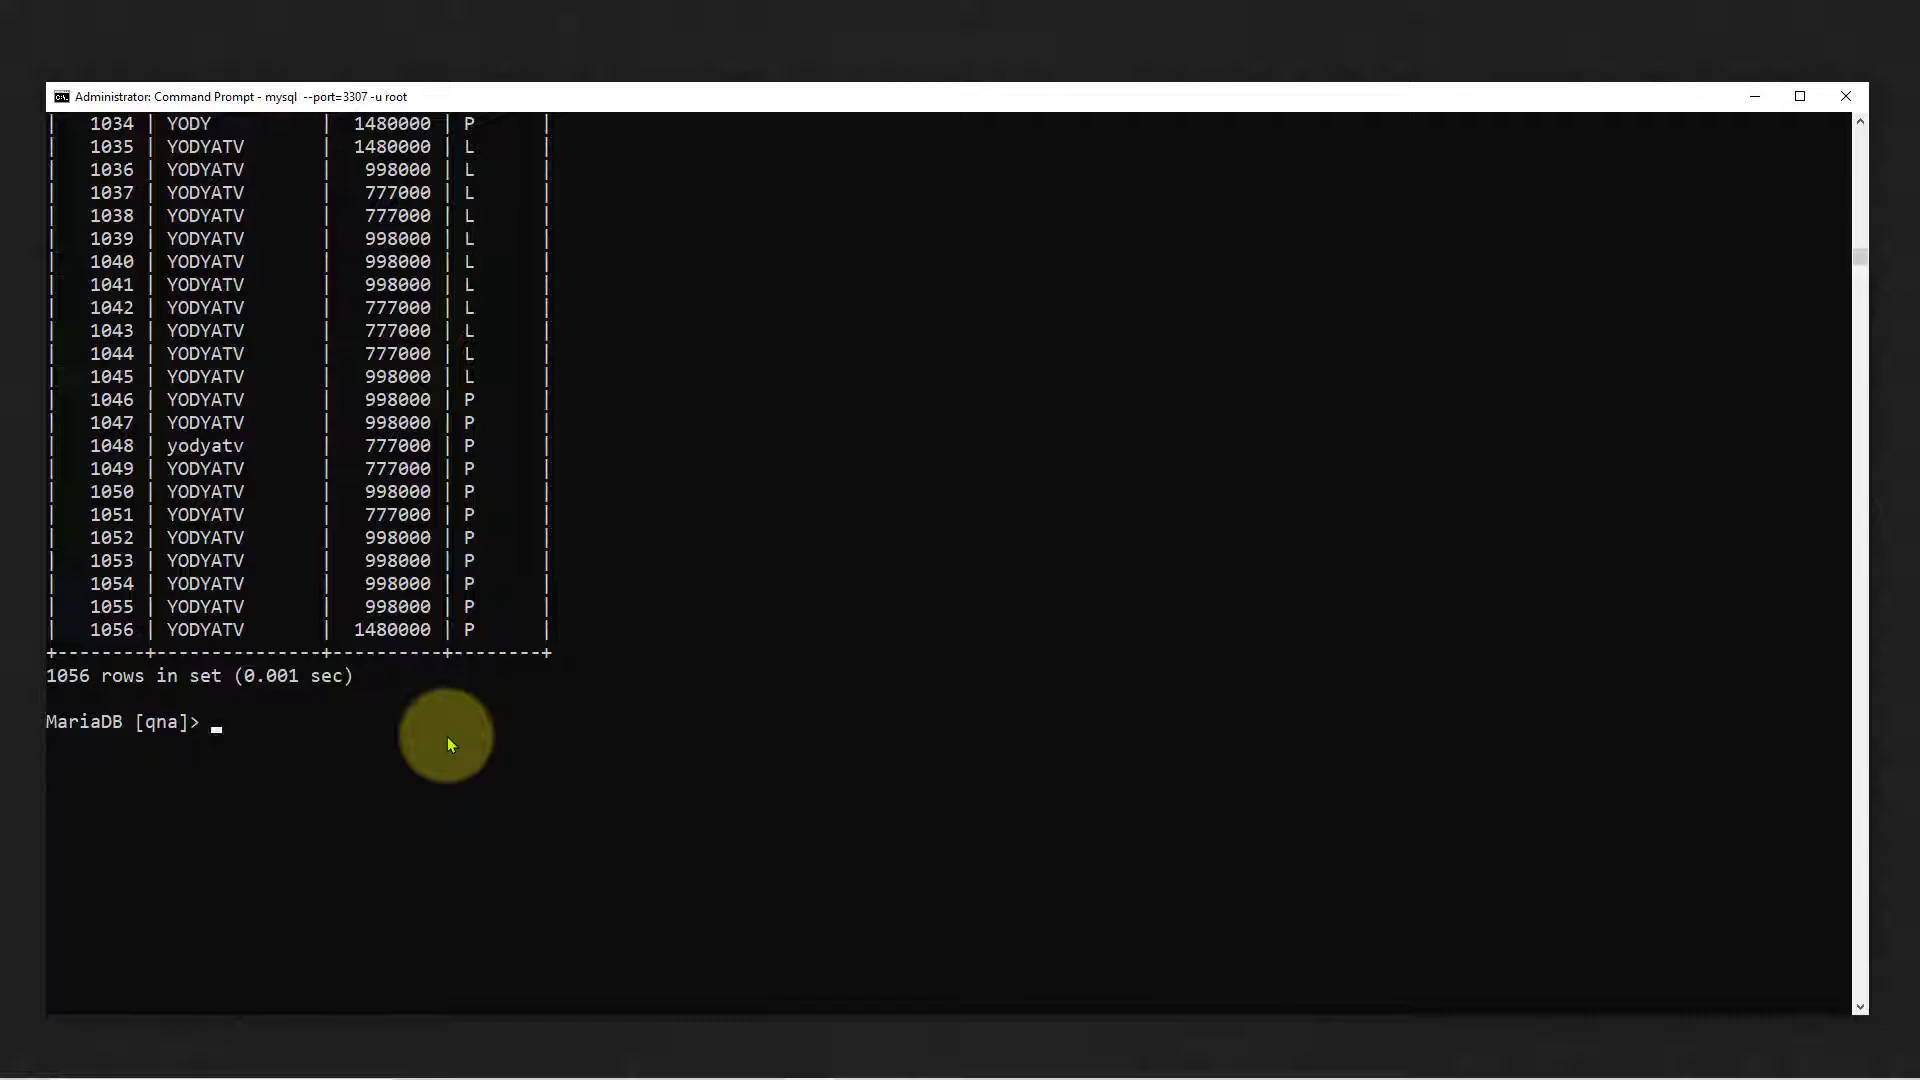 Administrator: Command Prompt - mysql  --port=3307 -u root
|   1034 | YODY          |  1480000 | P      |
|   1035 | YODYATV       |  1480000 | L      |
|   1036 | YODYATV       |   998000 | L      |
|   1037 | YODYATV       |   777000 | L      |
|   1038 | YODYATV       |   777000 | L      |
|   1039 | YODYATV       |   998000 | L      |
|   1040 | YODYATV       |   998000 | L      |
|   1041 | YODYATV       |   998000 | L      |
|   1042 | YODYATV       |   777000 | L      |
|   1043 | YODYATV       |   777000 | L      |
|   1044 | YODYATV       |   777000 | L      |
|   1045 | YODYATV       |   998000 | L      |
|   1046 | YODYATV       |   998000 | P      |
|   1047 | YODYATV       |   998000 | P      |
|   1048 | yodyatv       |   777000 | P      |
|   1049 | YODYATV       |   777000 | P      |
|   1050 | YODYATV       |   998000 | P      |
|   1051 | YODYATV       |   777000 | P      |
|   1052 | YODYATV       |   998000 | P      |
|   1053 | YODYATV       |   998000 | P      |
|   1054 | YODYATV       |   998000 | P      |
|   1055 | YODYATV       |   998000 | P      |
|   1056 | YODYATV       |  1480000 | P      |
+--------+---------------+----------+--------+
1056 rows in set (0.001 sec)
MariaDB [qna]> _